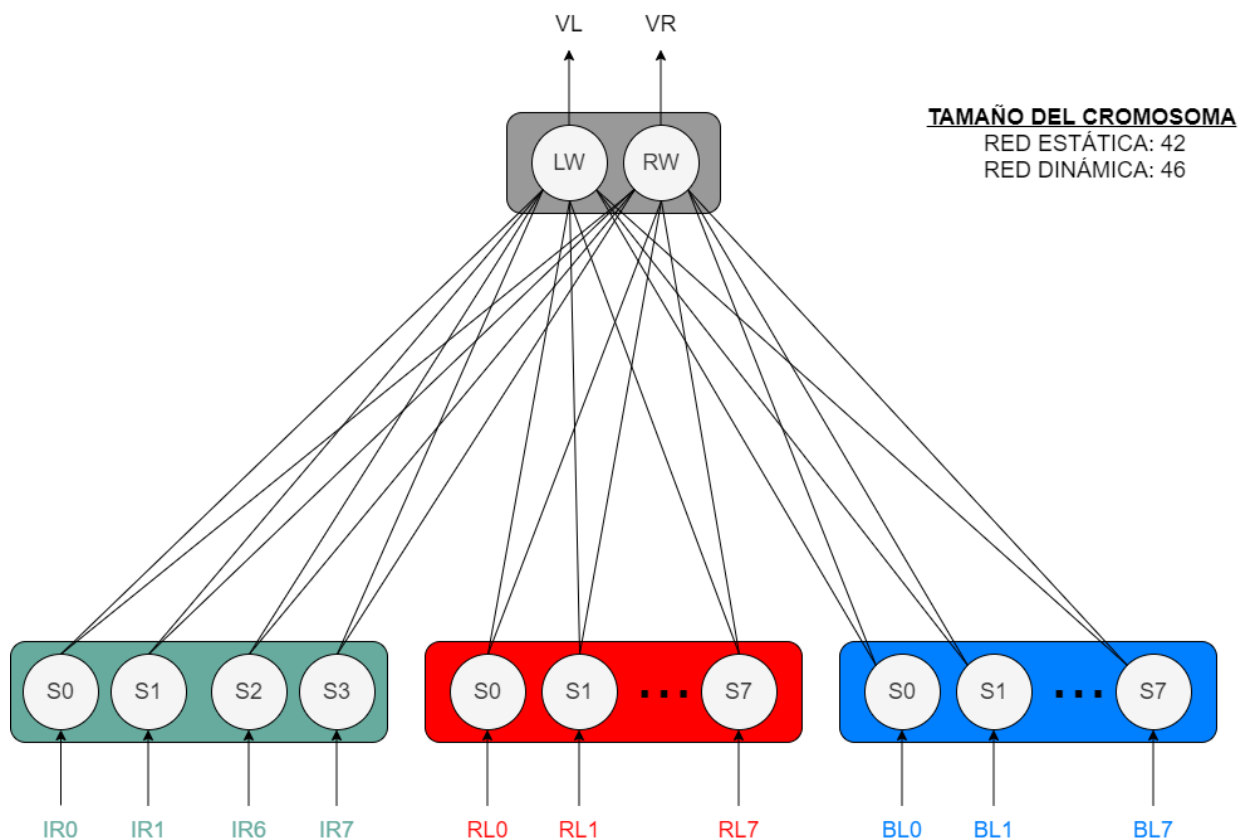 VL VR
TAMAÑO DEL CROMOSOMA
RED ESTÁTICA: 42
RED DINÁMICA: 46
LW RW
S0 S1 S2 S3 S0 S1 ... S7 S0 S1 ... S7
IR0 IR1 IR6 IR7 RL0 RL1 RL7 BL0 BL1 BL7